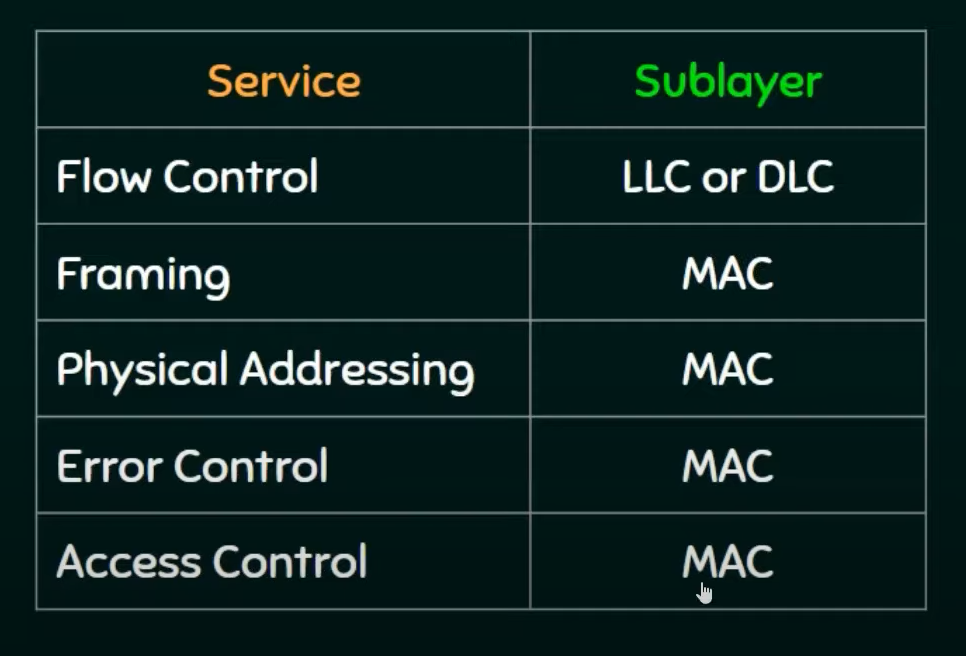 Service Sublayer
Flow Control LLC or DLC
Framing MAC
Physical Addressing MAC
Error Control MAC
Access Control MAC